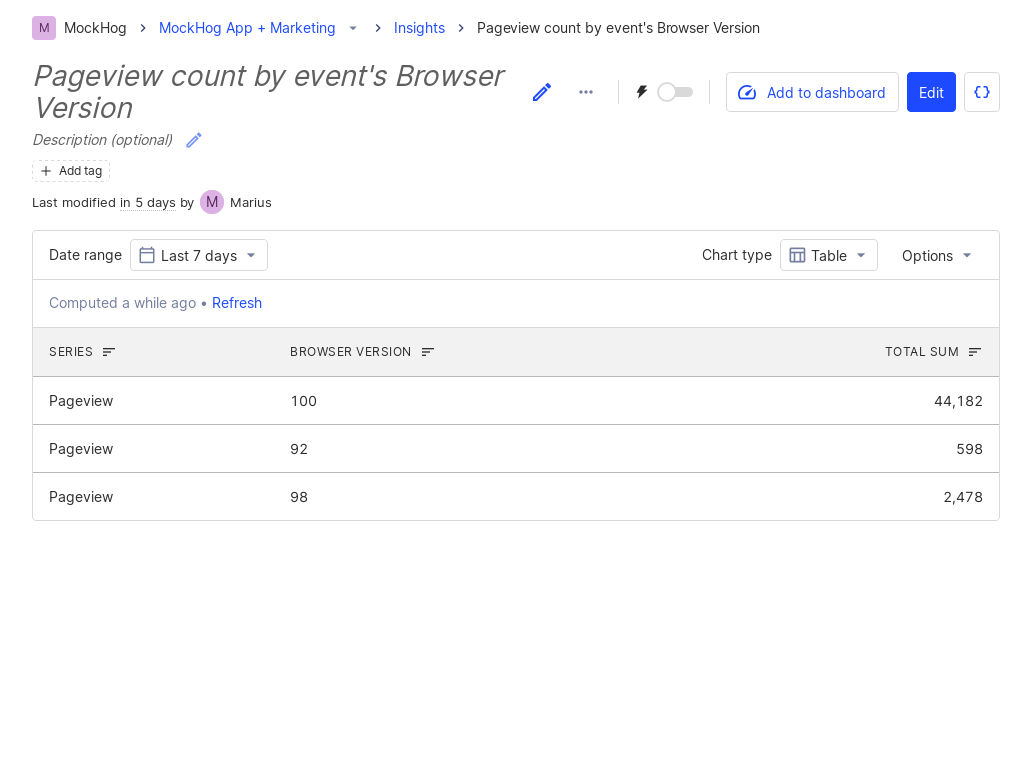 M MockHog MockHog App + Marketing Insights Pageview count by event's Browser Version
Pageview count by event's Browser
Version
Add to dashboard Edit
Description (optional)
Add tag
Last modified in 5 days by M Marius
Date range Last 7 days Chart type Table Options
Computed a while ago • Refresh
SERIES BROWSER VERSION TOTAL SUM
Pageview 100 44,182
Pageview 92 598
Pageview 98 2,478